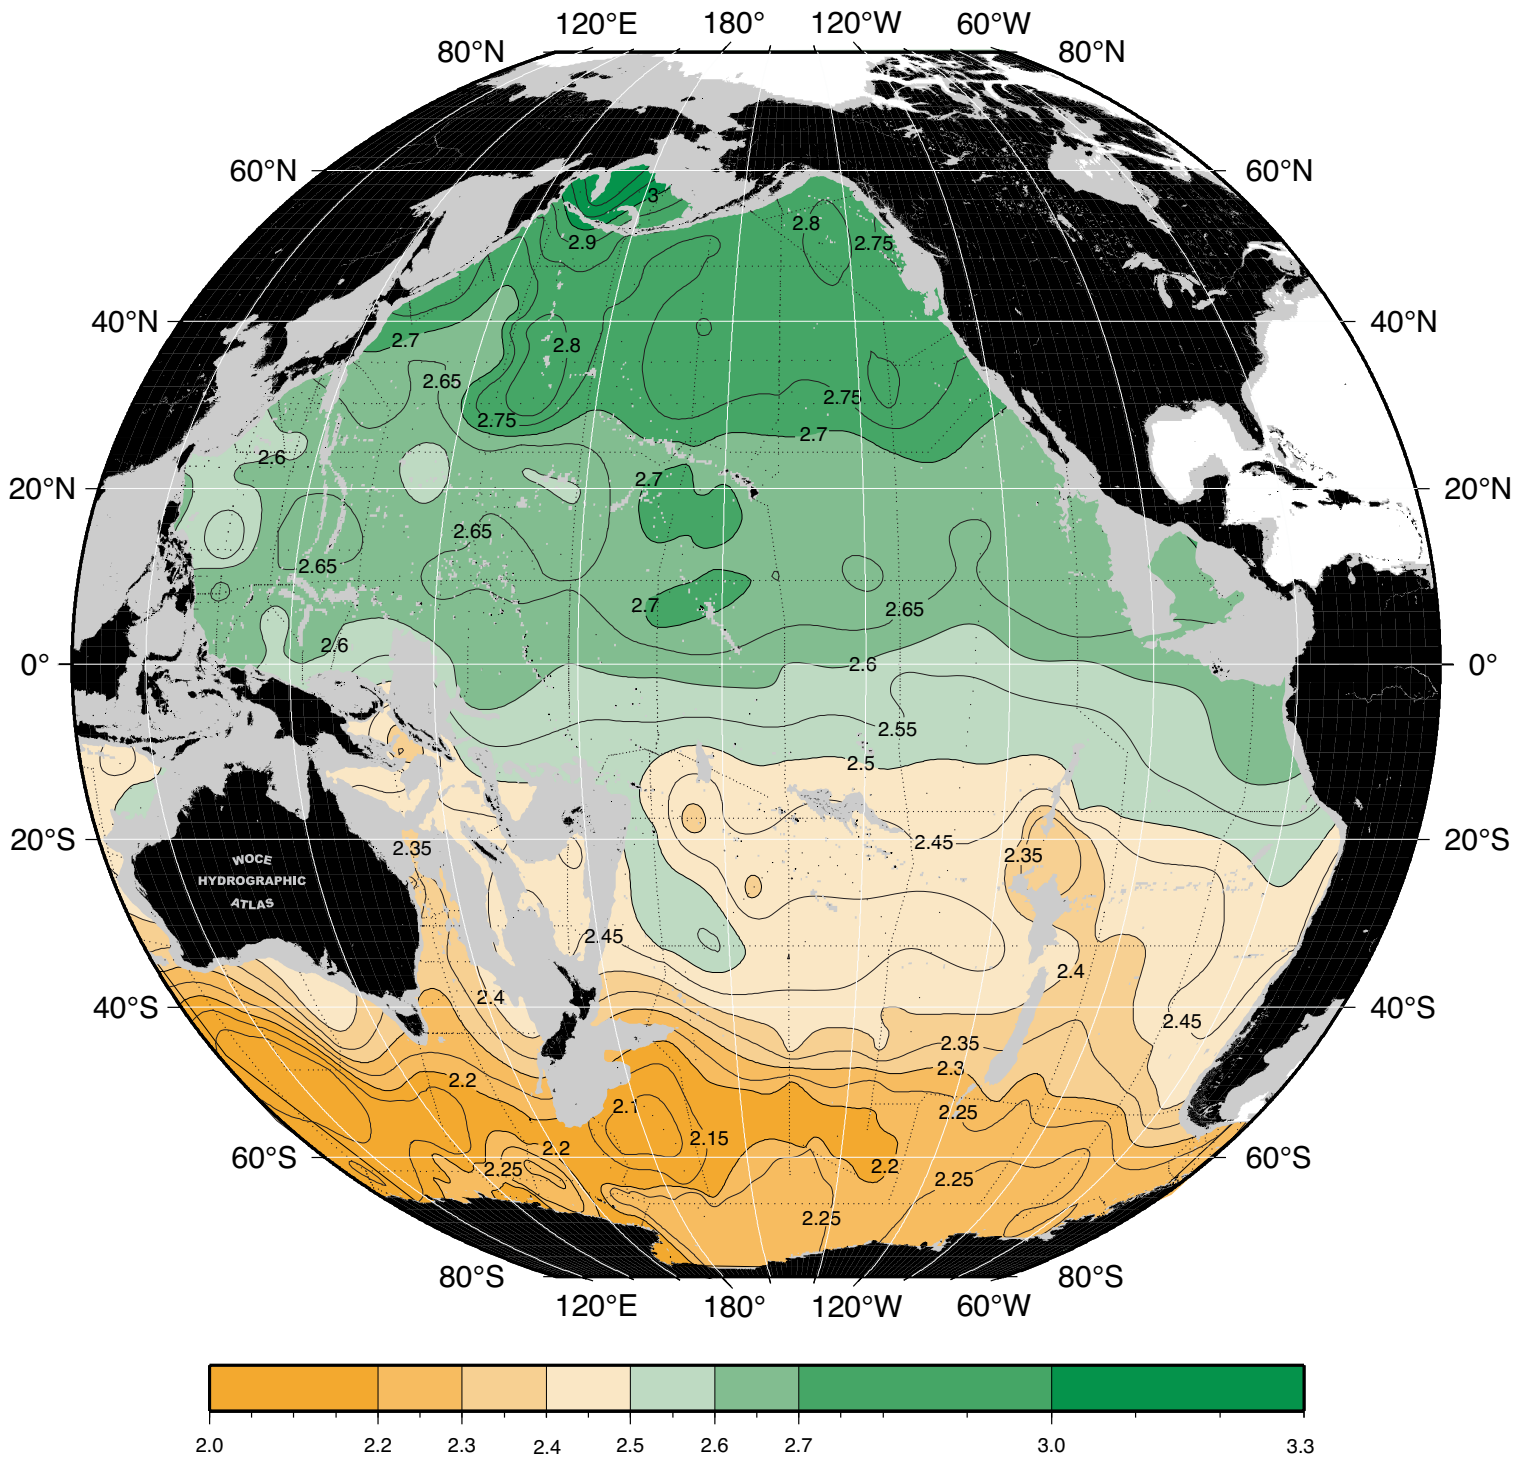 120°E 180° 120°W 60°W
80°N 80°N
60°N 60°N
3
2.8
2.9 2.75
40°N 40°N
2.7 2.8
2.65
2.75 2.75
2.7
2.6
2.7
20°N 20°N
2.65
2.65
2.7 2.65
2.6
0° 2.6 0°
2.55
2.5
20°S 2.45 20°S
2.35 2.35
WOCE
HYDROGRAPHIC
ATLAS
2.45
2.4
2.4
40°S 40°S
2.45
2.35
2.3
2.2
2.1 2.25
2.15
2.2
60°S 2.2 60°S
2.25 2.25
2.25
80°S 80°S
120°E 180° 120°W 60°W
2.0 2.2 2.3 2.4 2.5 2.6 2.7 3.0 3.3